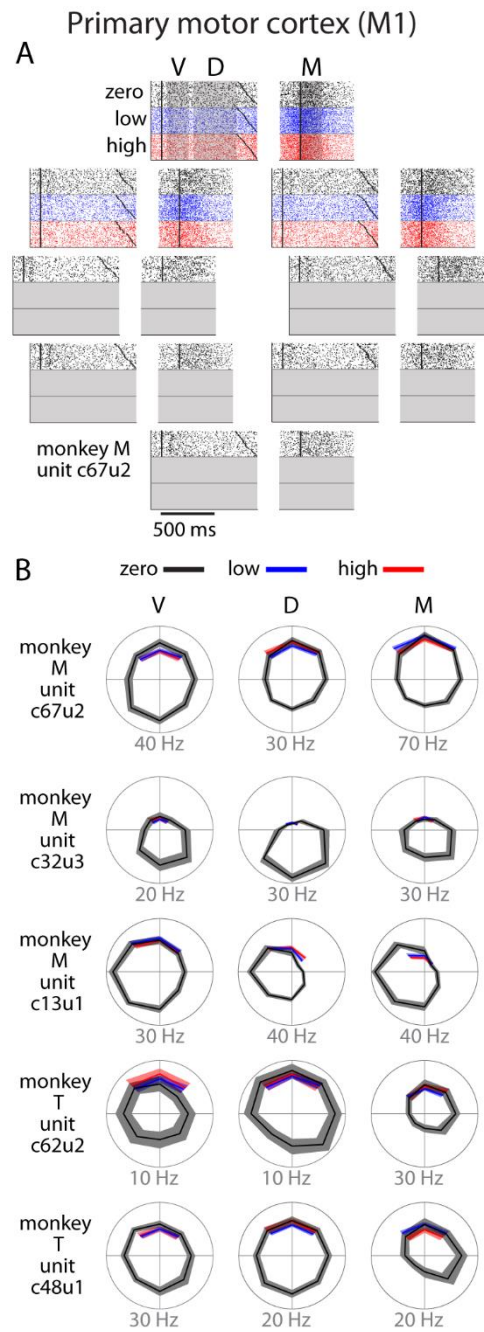 Primary motor cortex (M1)
A
V D M
zero
low
high
monkey M
unit c67u2
500 ms
B
zero low high
V D M
monkey
M
unit
c67u2
40 Hz 30 Hz 70 Hz
monkey
M
unit
c32u3
20 Hz 30 Hz 30 Hz
monkey
M
unit
c13u1
30 Hz 40 Hz 40 Hz
monkey
T
unit
c62u2
10 Hz 10 Hz 30 Hz
monkey
T
unit
c48u1
30 Hz 20 Hz 20 Hz